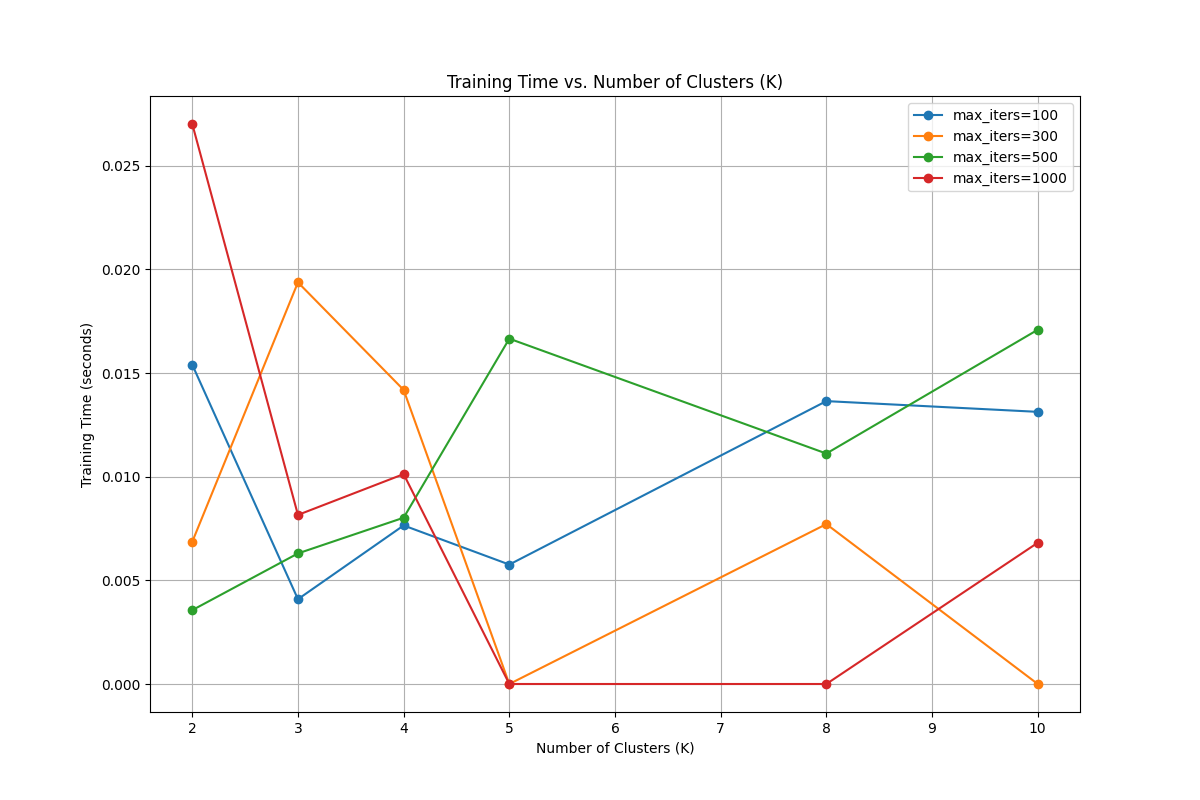 Training Time vs. Number of Clusters (K)
max_iters=100
max_iters=300
max_iters=500
max_iters=1000
Training Time (seconds)
0.025
0.020
0.015
0.010
0.005
0.000
2 3 4 5 6 7 8 9 10
Number of Clusters (K)